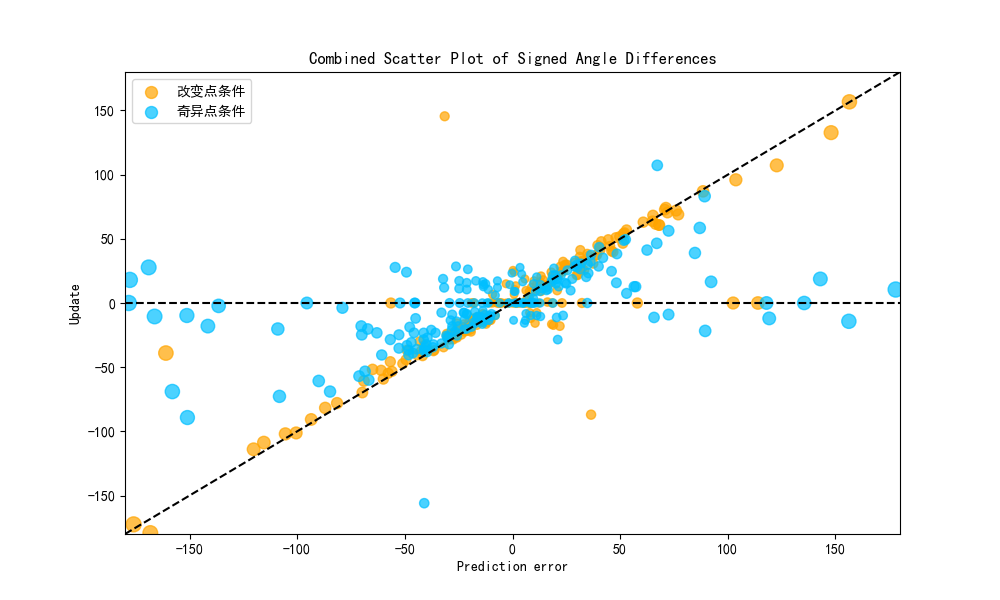 Combined Scatter Plot of Signed Angle Differences
改变点条件
奇异点条件
Update
150
100
50
0
−50
−100
−150
−150
−100
−50
0
50
100
150
Prediction error